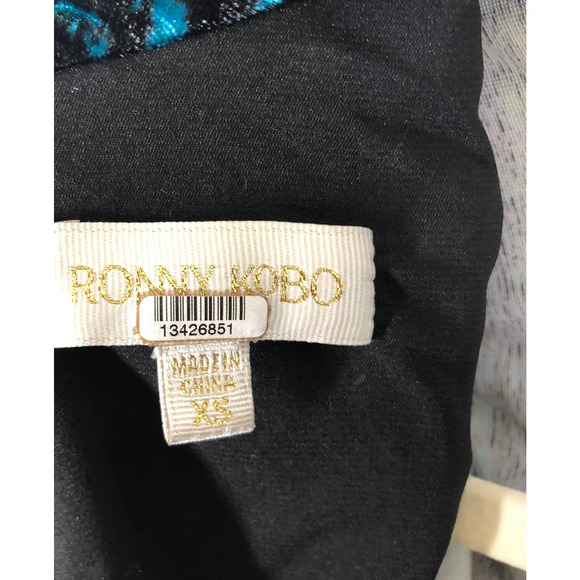 RONNY KOBO
13426851
MADE IN
CHINA
XS